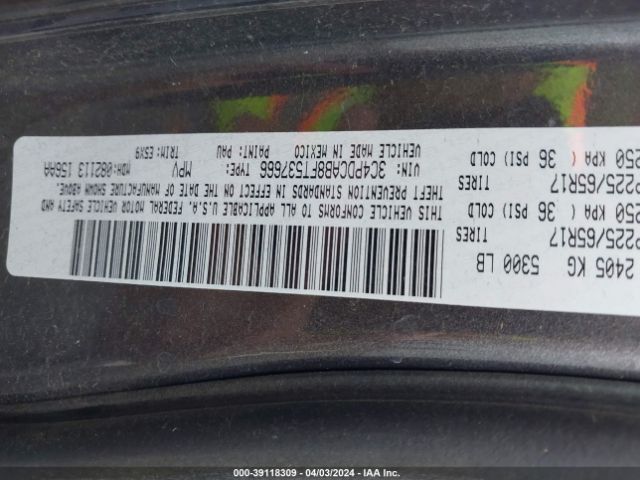 2405 KG 5300 LB
TIRES
P225/65R17
250 KPA ( 36 PSI) COLD
TIRES
P225/65R17
250 KPA ( 36 PSI) COLD
THIS VEHICLE CONFORMS TO ALL APPLICABLE U.S.A. FEDERAL MOTOR VEHICLE SAFETY AND
THEFT PREVENTION STANDARDS IN EFFECT ON THE DATE OF MANUFACTURE SHOWN ABOVE.
VIN: 3C4PDCAB8FT537666 TYPE: MPV MDH:082113 156AA
VEHICLE MADE IN MEXICO PAINT: PAU TRIM: E5X9
000-39118309 - 04/03/2024 - © IAA, LLC